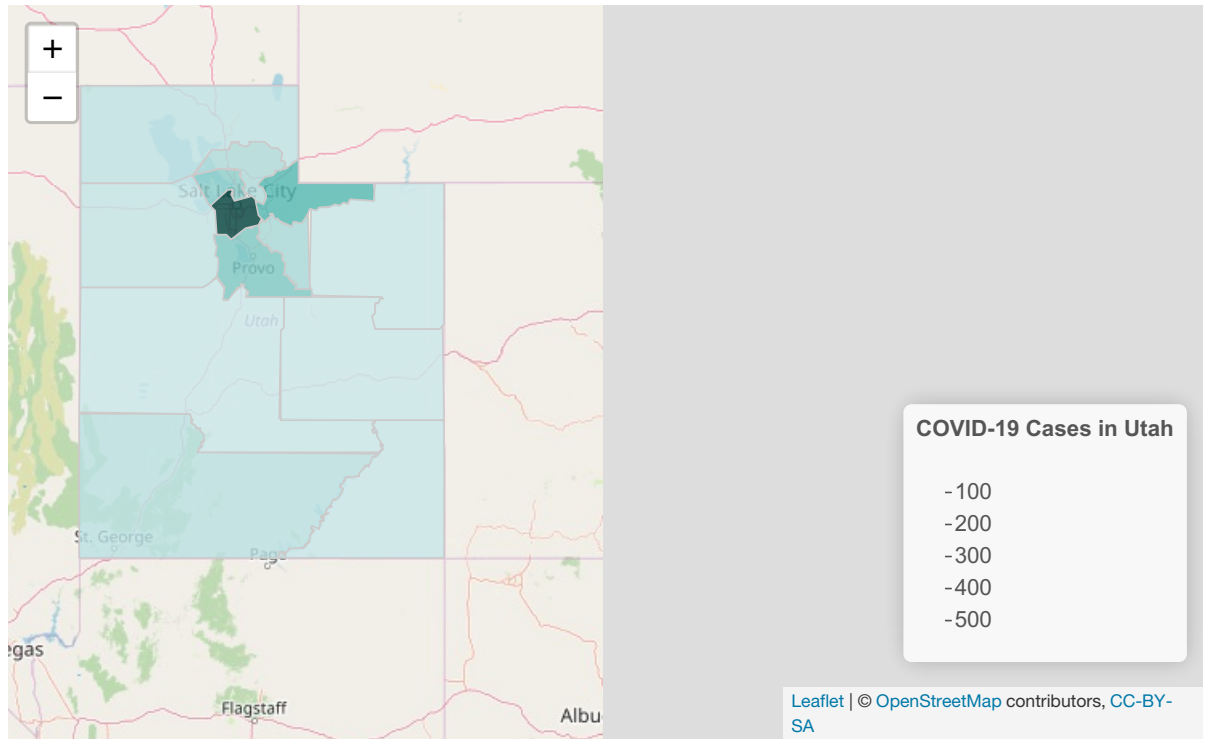 +
−
Salt Lake City
Provo
Utah
St. George
Page
egas
Flagstaff
Albu
COVID-19 Cases in Utah
-100
-200
-300
-400
-500
Leaflet | © OpenStreetMap contributors, CC-BY-
SA